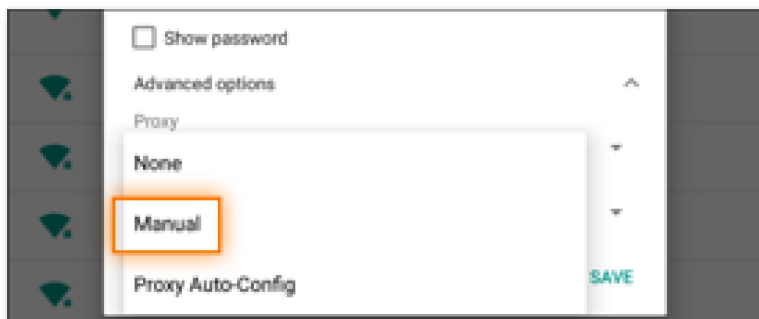 Show password
Advanced options
Proxy
None
Manual
Proxy Auto-Config
SAVE